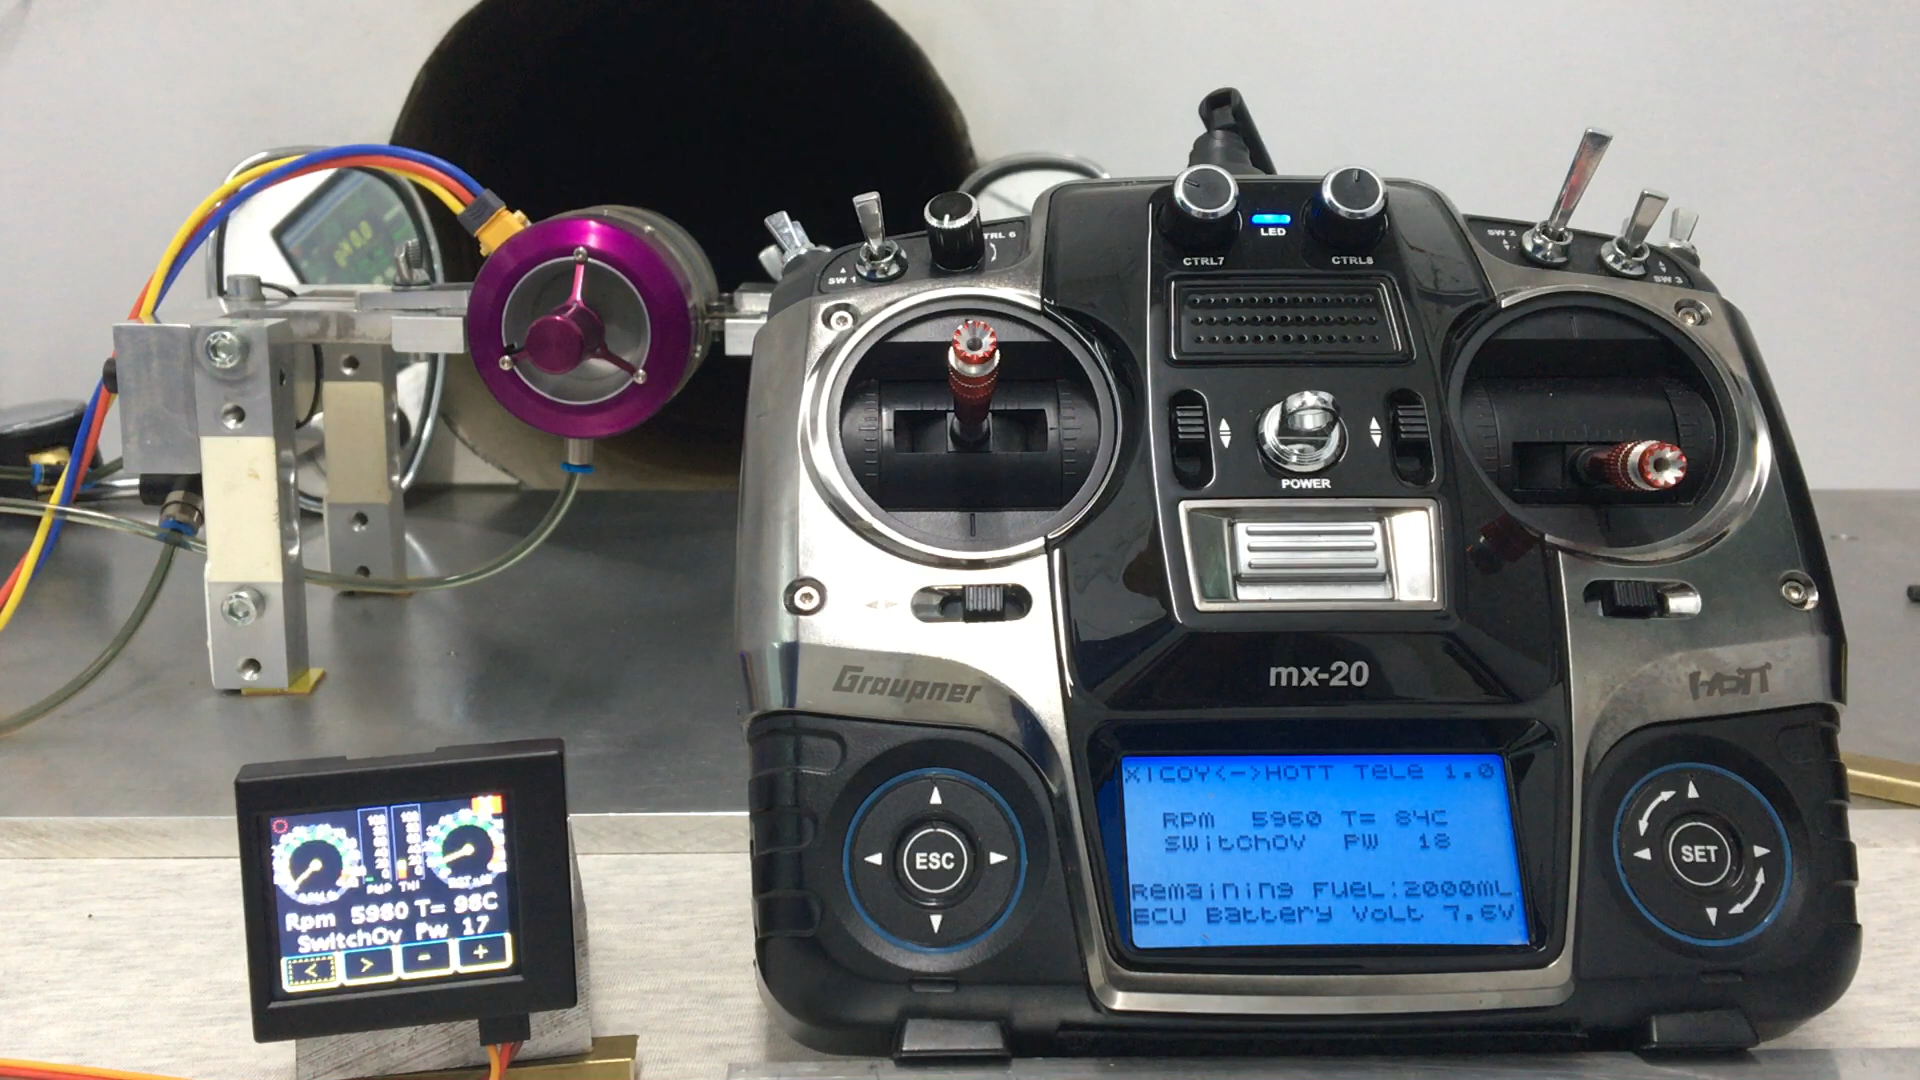 CTRL 6
SW 1
CTRL7
LED
CTRL8
SW 2
SW 3
POWER
mx-20
Graupner
HoTT
XICOY<->HOTT Tele 1.0
RPM 5960 T= 84C
SwitchOv PW 18
Remaining Fuel:2000mL
ECU Battery Volt 7.6V
ESC
SET
Rpm 5960 T= 96C
SwitchOv Pw 17
< > - +